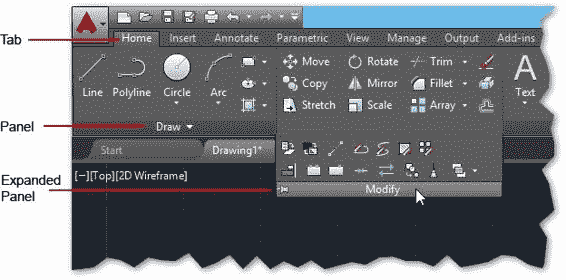 Tab
Home Insert Annotate Parametric View Manage Output Add-ins
Line Polyline Circle Arc
Move Rotate Trim
Copy Mirror Fillet
Stretch Scale Array
Text
Panel
Draw
Start Drawing1*
Expanded
Panel
[−][Top][2D Wireframe]
Modify